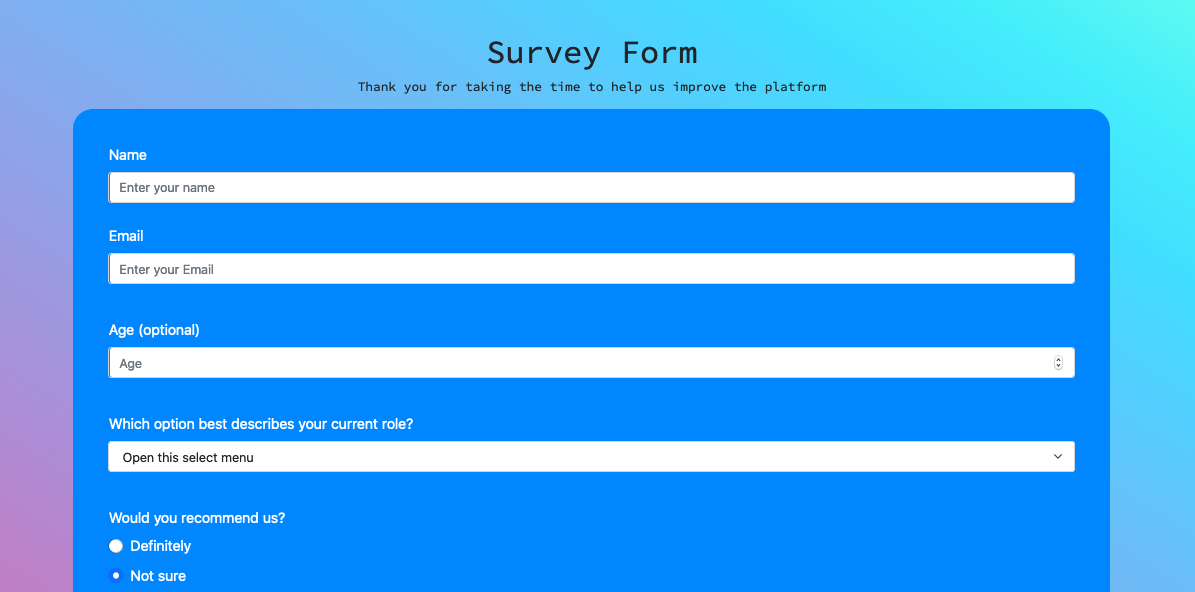 Survey Form
Thank you for taking the time to help us improve the platform
Name
Enter your name
Email
Enter your Email
Age (optional)
Age
Which option best describes your current role?
Open this select menu
Would you recommend us?
Definitely
Not sure